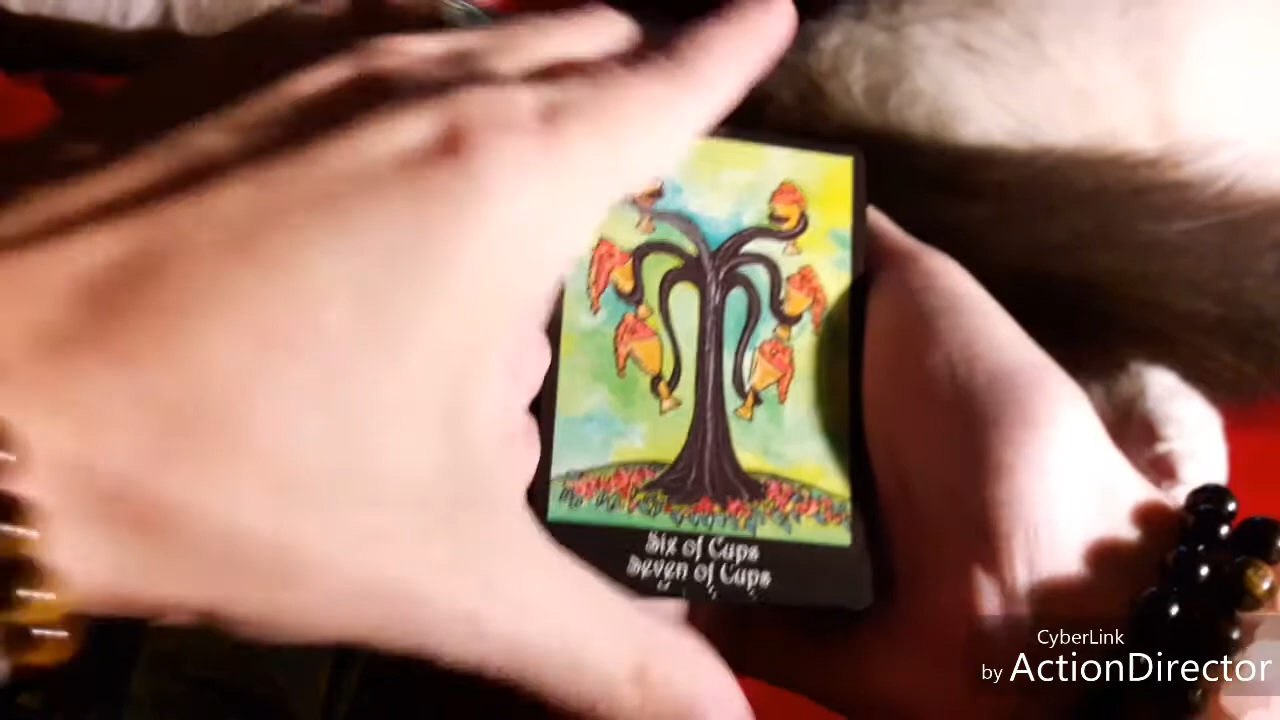 Six of Cups
Seven of Cups
CyberLink
by ActionDirector